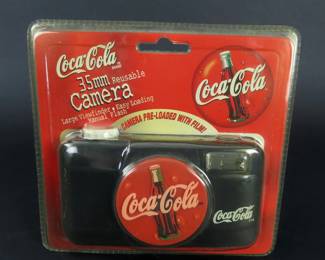 Coca-Cola
BRAND
35mm Reusable
Camera
Large Viewfinder • Easy Loading
Manual Flash
Coca-Cola
CAMERA PRE-LOADED WITH FILM!
Coca-Cola
Coca-Cola